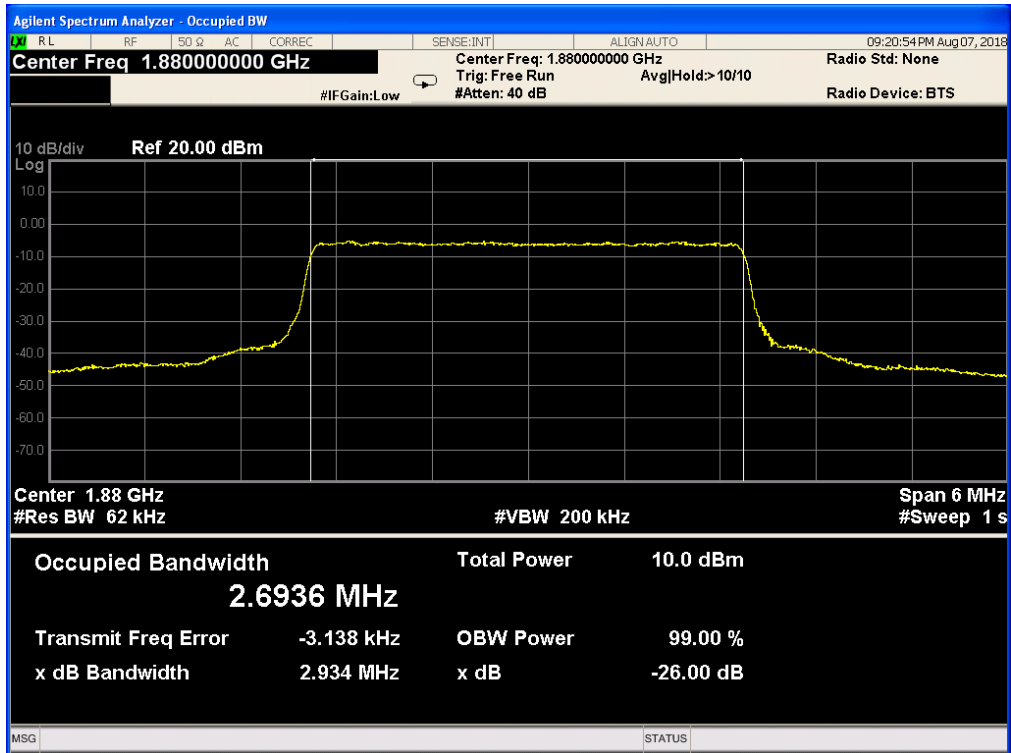 Agilent Spectrum Analyzer - Occupied BW
LXI RL RF 50 Ω AC CORREC SENSE:INT ALIGN AUTO 09:20:54 PM Aug 07, 2018
Center Freq 1.880000000 GHz Center Freq: 1.880000000 GHz Radio Std: None
Trig: Free Run Avg|Hold:>10/10
#IFGain:Low #Atten: 40 dB Radio Device: BTS
10 dB/div Ref 20.00 dBm
Log
10.0
0.00
-10.0
-20.0
-30.0
-40.0
-50.0
-60.0
-70.0
Center 1.88 GHz Span 6 MHz
#Res BW 62 kHz #VBW 200 kHz #Sweep 1 s
Occupied Bandwidth Total Power 10.0 dBm
2.6936 MHz
Transmit Freq Error -3.138 kHz OBW Power 99.00 %
x dB Bandwidth 2.934 MHz x dB -26.00 dB
MSG STATUS